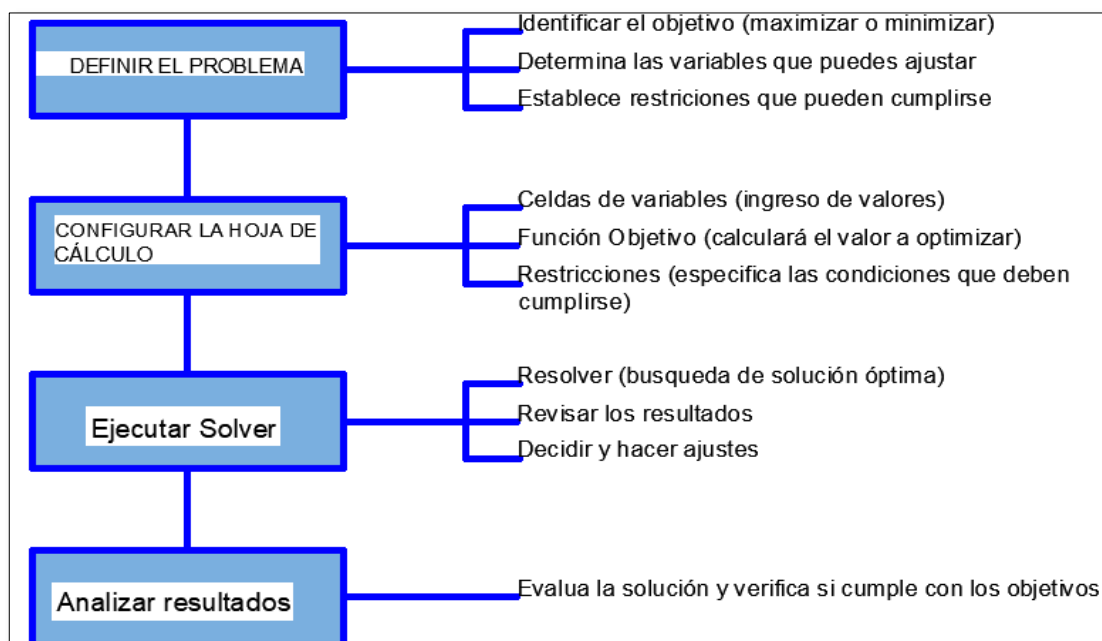 Identificar el objetivo (maximizar o minimizar)
DEFINIR EL PROBLEMA
Determina las variables que puedes ajustar
Establece restriciones que pueden cumplirse
Celdas de variables (ingreso de valores)
CONFIGURAR LA HOJA DE
CÁLCULO
Función Objetivo (calculará el valor a optimizar)
Restricciones (especifica las condiciones que deben
cumplirse)
Resolver (busqueda de solución óptima)
Ejecutar Solver
Revisar los resultados
Decidir y hacer ajustes
Analizar resultados
Evalua la solución y verifica si cumple con los objetivos